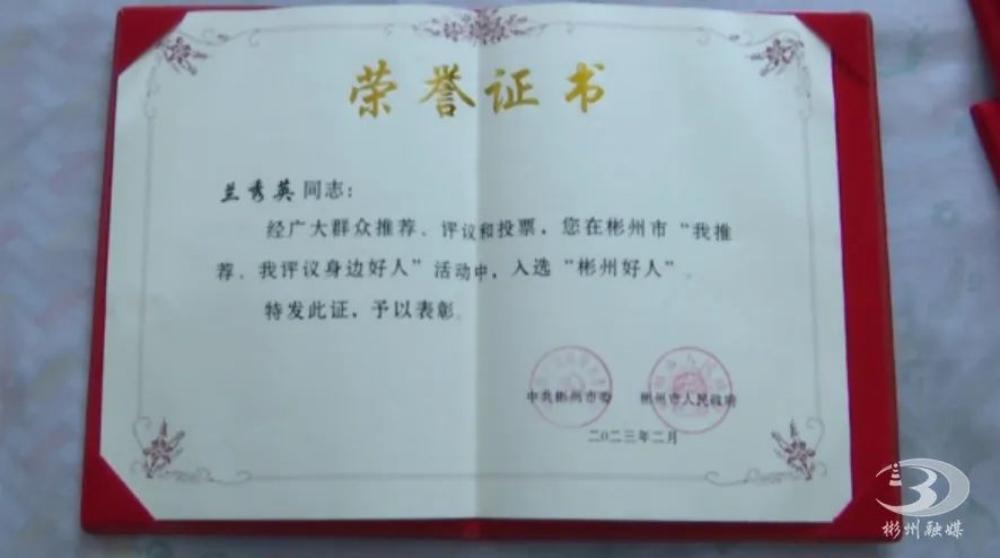 荣誉证书
兰秀英同志：
经广大群众推荐、评议和投票，您在彬州市“我推
荐、我评议身边好人”活动中，入选“彬州好人”。
特发此证，予以表彰。
中共彬州市委 彬州市人民政府
二〇二三年二月
彬州融媒